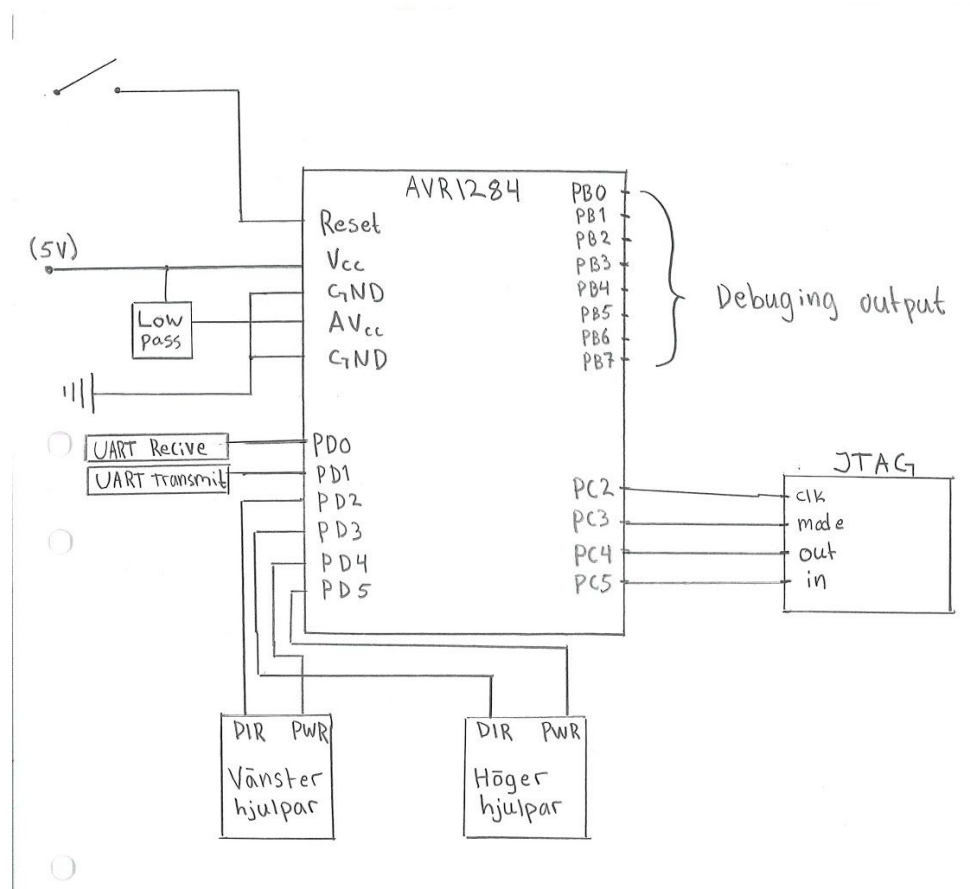 AVR1284
Reset
(5V)
Vcc
GND
AVcc
GND
Low
pass
UART Recive
UART transmit
PD0
PD1
PD2
PD3
PD4
PD5
PB0
PB1
PB2
PB3
PB4
PB5
PB6
PB7
Debuging output
PC2
PC3
PC4
PC5
JTAG
clk
mode
out
in
DIR PWR
Vänster
hjulpar
DIR PWR
Höger
hjulpar